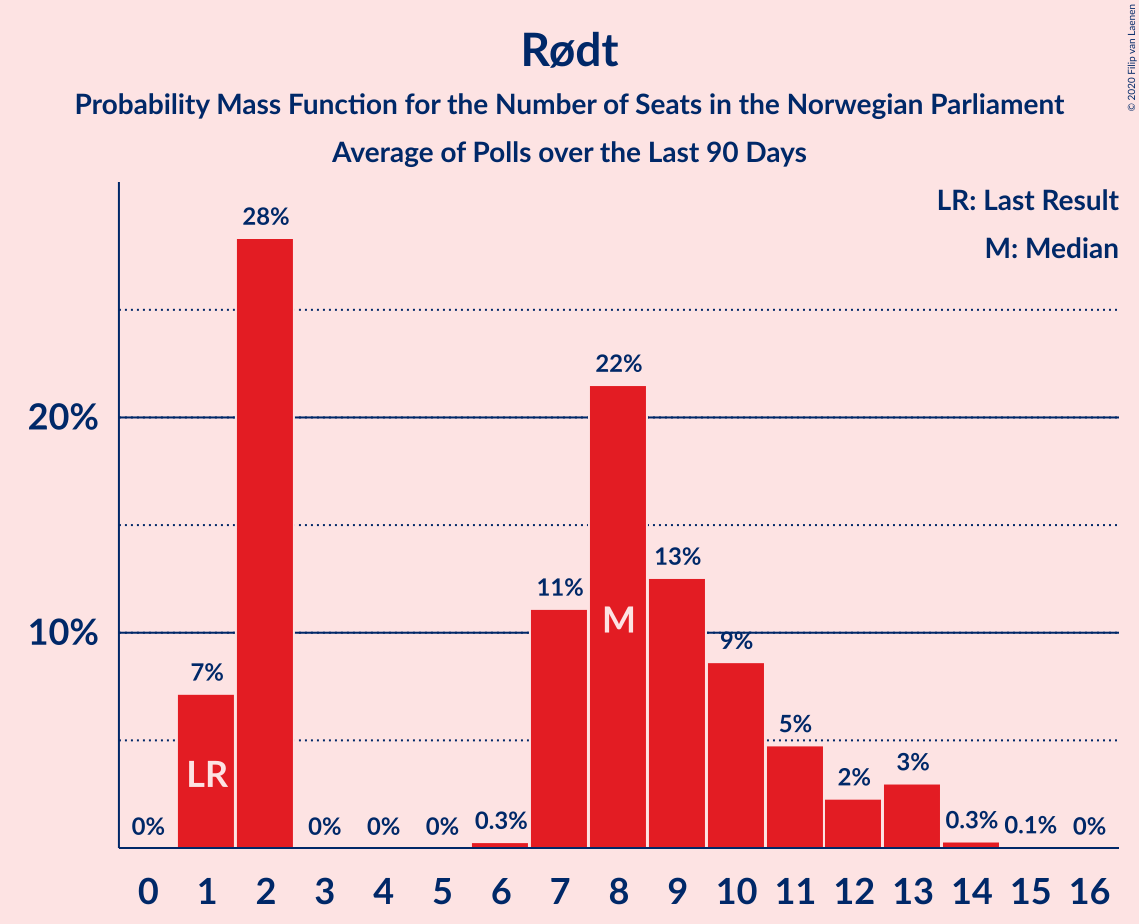 Rødt
Probability Mass Function for the Number of Seats in the Norwegian Parliament
Average of Polls over the Last 90 Days
© 2020 Filip van Laenen
LR: Last Result
M: Median
28%
22%
20%
13%
11%
M
10%
9%
7%
5%
LR
3%
2%
0%
0%
0%
0%
0.3%
0.3%
0.1%
0%
0 1 2 3 4 5 6 7 8 9 10 11 12 13 14 15 16